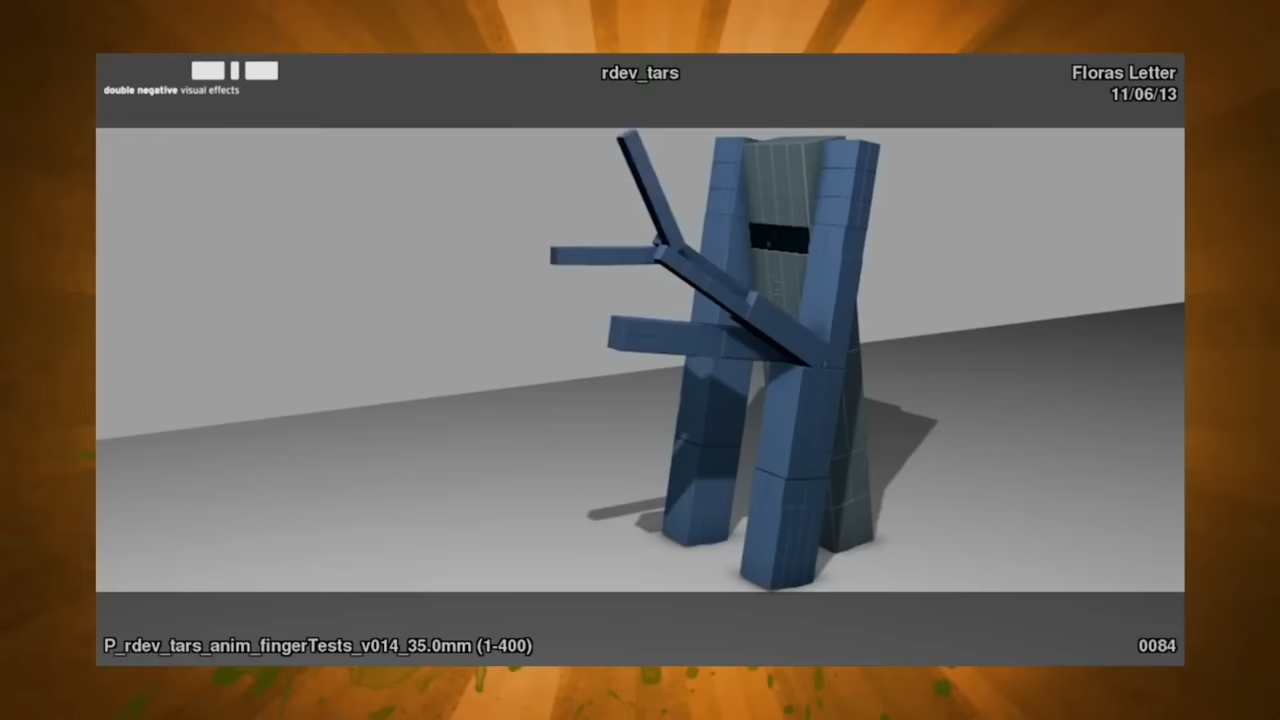 double negative visual effects
rdev_tars
Floras Letter
11/06/13
P_rdev_tars_anim_fingerTests_v014_35.0mm (1-400)
0084